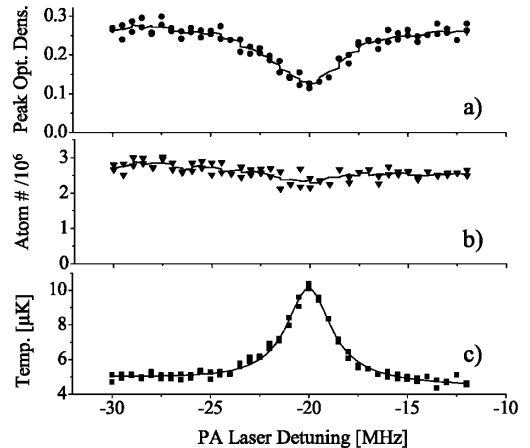 0.3
0.2
0.1
0.0
Peak Opt. Dens.
a)
3
2
1
0
Atom # /10⁶
b)
10
8
6
4
Temp. [µK]
c)
-30 -25 -20 -15 -10
PA Laser Detuning [MHz]